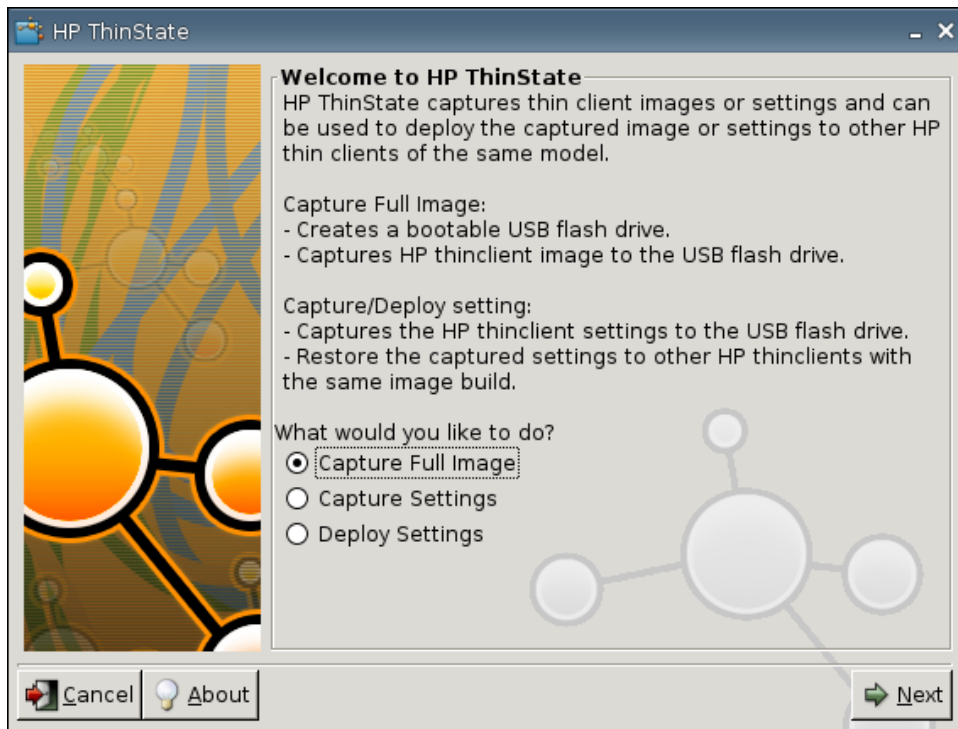 HP ThinState
Welcome to HP ThinState
HP ThinState captures thin client images or settings and can
be used to deploy the captured image or settings to other HP
thin clients of the same model.
Capture Full Image:
- Creates a bootable USB flash drive.
- Captures HP thinclient image to the USB flash drive.
Capture/Deploy setting:
- Captures the HP thinclient settings to the USB flash drive.
- Restore the captured settings to other HP thinclients with
the same image build.
What would you like to do?
Capture Full Image
Capture Settings
Deploy Settings
Cancel About Next